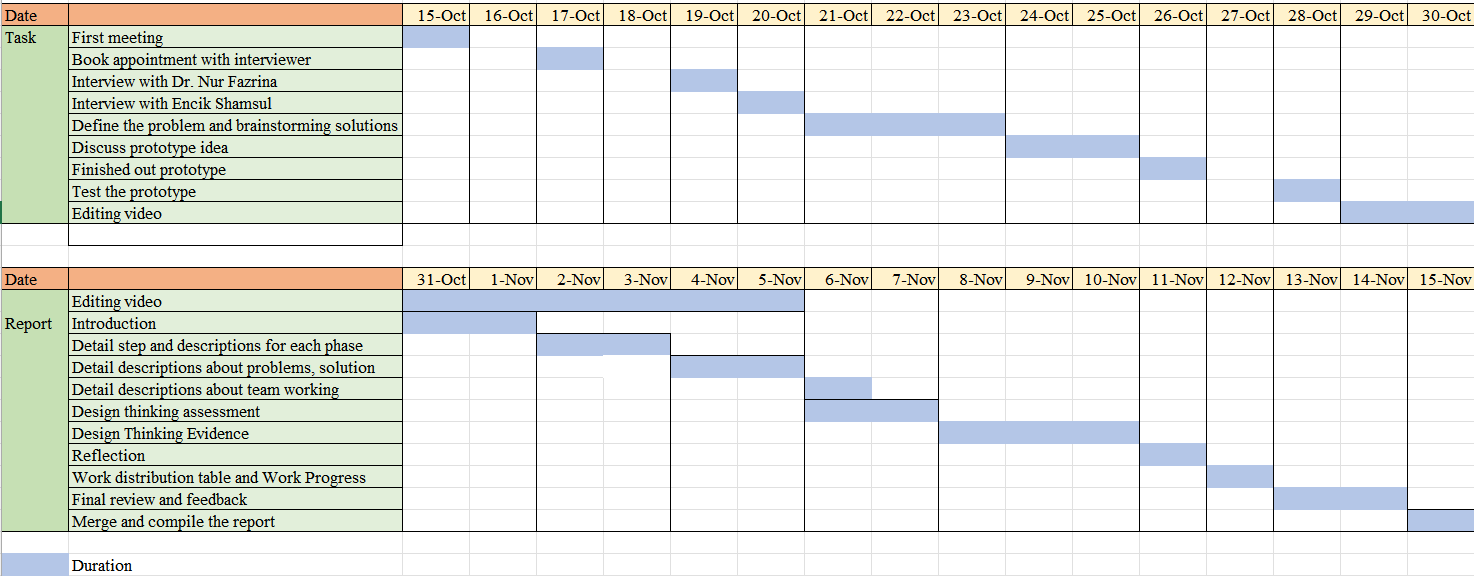 Date 15-Oct 16-Oct 17-Oct 18-Oct 19-Oct 20-Oct 21-Oct 22-Oct 23-Oct 24-Oct 25-Oct 26-Oct 27-Oct 28-Oct 29-Oct 30-Oct
Task First meeting
Book appointment with interviewer
Interview with Dr. Nur Fazrina
Interview with Encik Shamsul
Define the problem and brainstorming solutions
Discuss prototype idea
Finished out prototype
Test the prototype
Editing video
Date 31-Oct 1-Nov 2-Nov 3-Nov 4-Nov 5-Nov 6-Nov 7-Nov 8-Nov 9-Nov 10-Nov 11-Nov 12-Nov 13-Nov 14-Nov 15-Nov
Editing video
Report Introduction
Detail step and descriptions for each phase
Detail descriptions about problems, solution
Detail descriptions about team working
Design thinking assessment
Design Thinking Evidence
Reflection
Work distribution table and Work Progress
Final review and feedback
Merge and compile the report
Duration